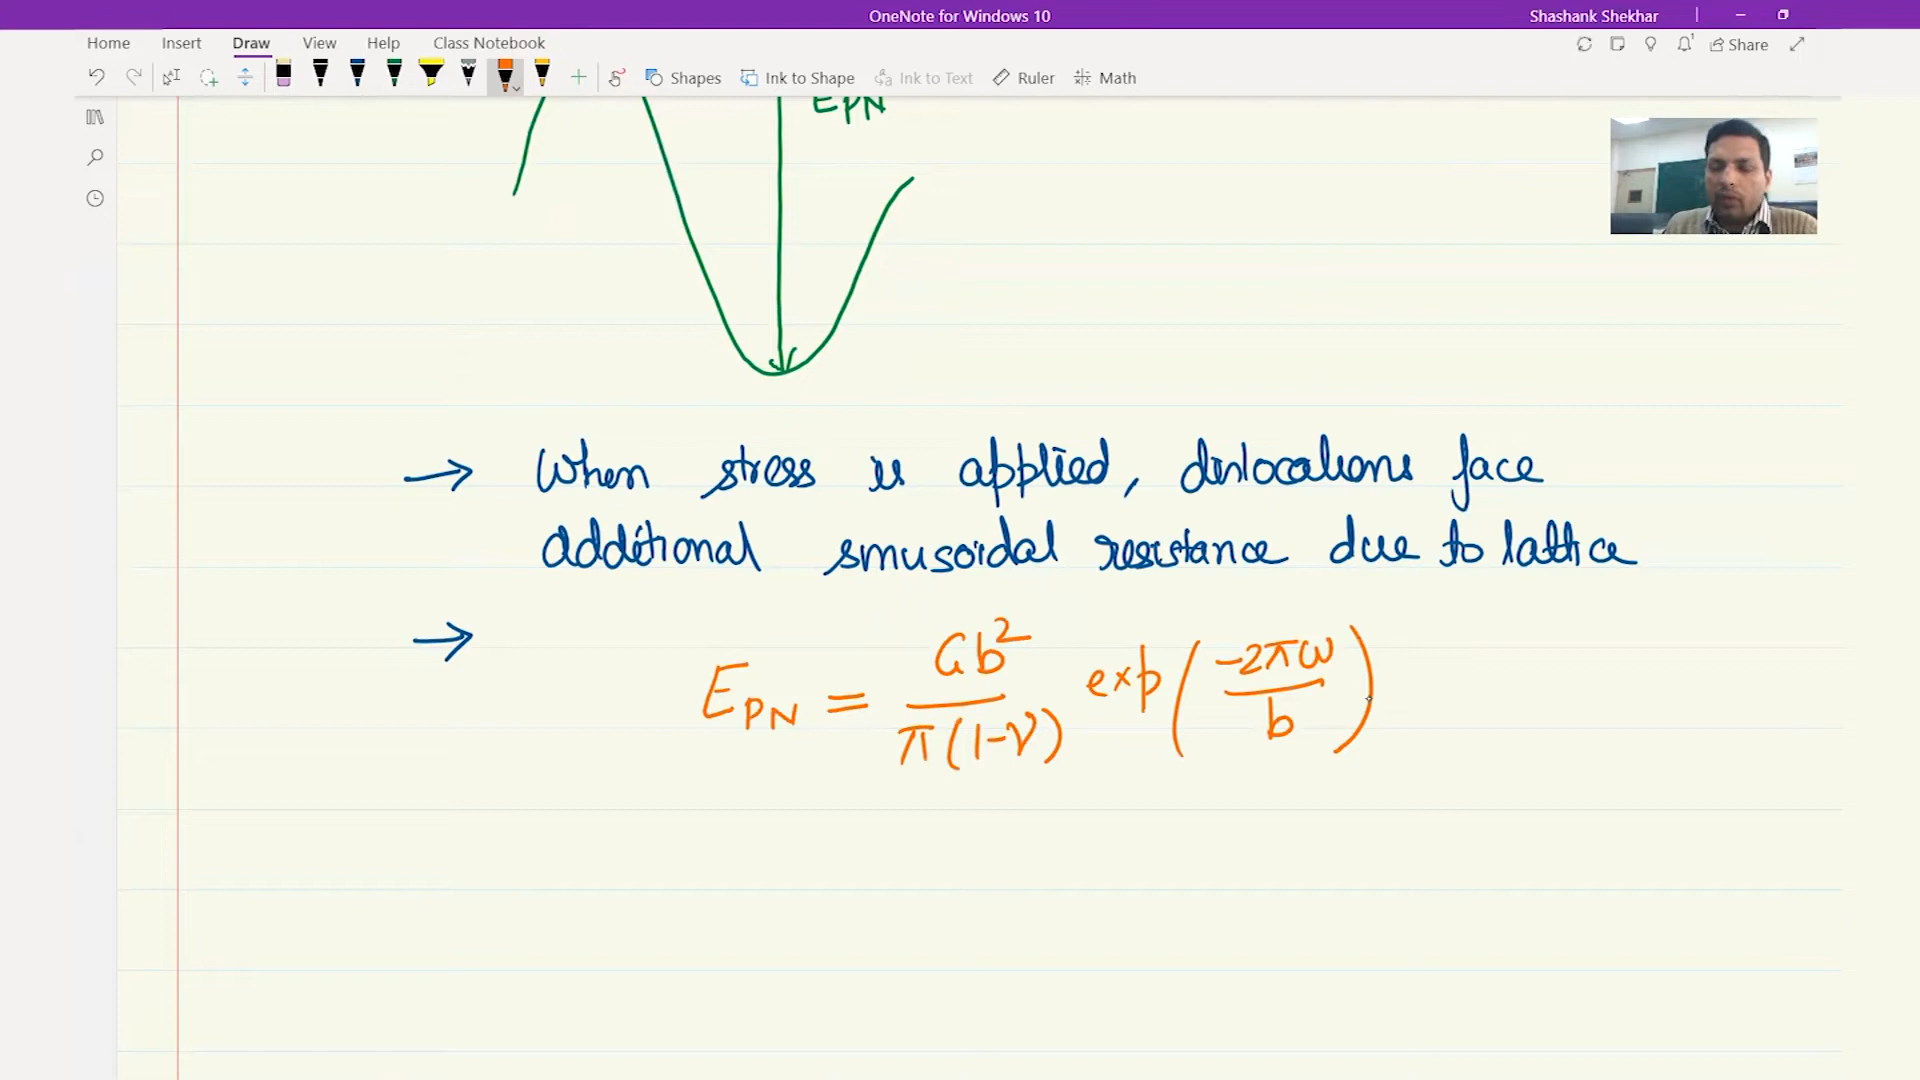 OneNote for Windows 10
Shashank Shekhar
Home Insert Draw View Help Class Notebook
Share
Shapes Ink to Shape Ink to Text Ruler Math
EPN
→ When stress is applied, dislocations face
additional sinusoidal resistance due to lattice
→ E_PN = Gb²/π(1-ν) exp(-2πω/b)